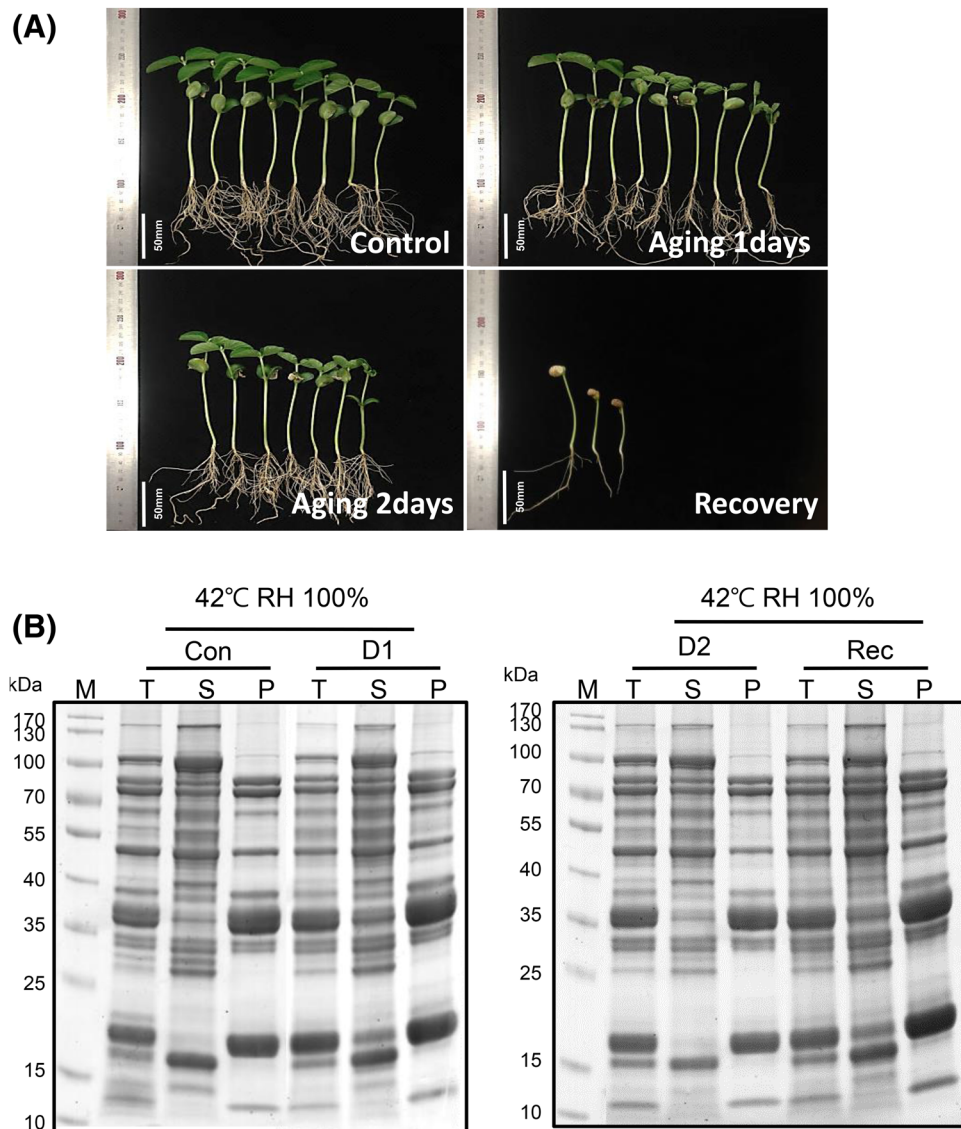 (A)
50mm
Control
50mm
Aging 1days
50mm
Aging 2days
50mm
Recovery
(B)
42℃ RH 100%
42℃ RH 100%
Con
D1
D2
Rec
kDa
M
T
S
P
T
S
P
kDa
M
T
S
P
T
S
P
170
130
100
70
55
40
35
25
15
10
170
130
100
70
55
40
35
25
15
10